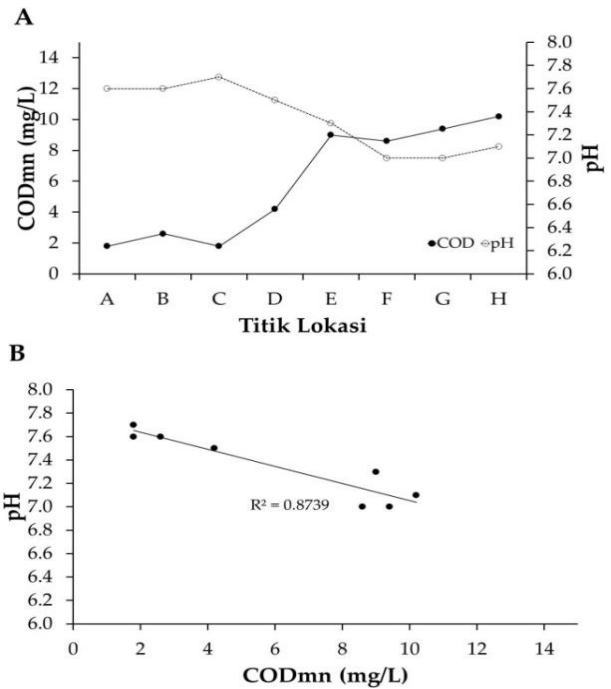 A
14
12
10
8
6
4
2
0
CODmn (mg/L)
8.0
7.8
7.6
7.4
7.2
7.0
6.8
6.6
6.4
6.2
6.0
pH
COD pH
A B C D E F G H
Titik Lokasi
B
8.0
7.8
7.6
7.4
7.2
7.0
6.8
6.6
6.4
6.2
6.0
pH
R² = 0.8739
0 2 4 6 8 10 12 14
CODmn (mg/L)